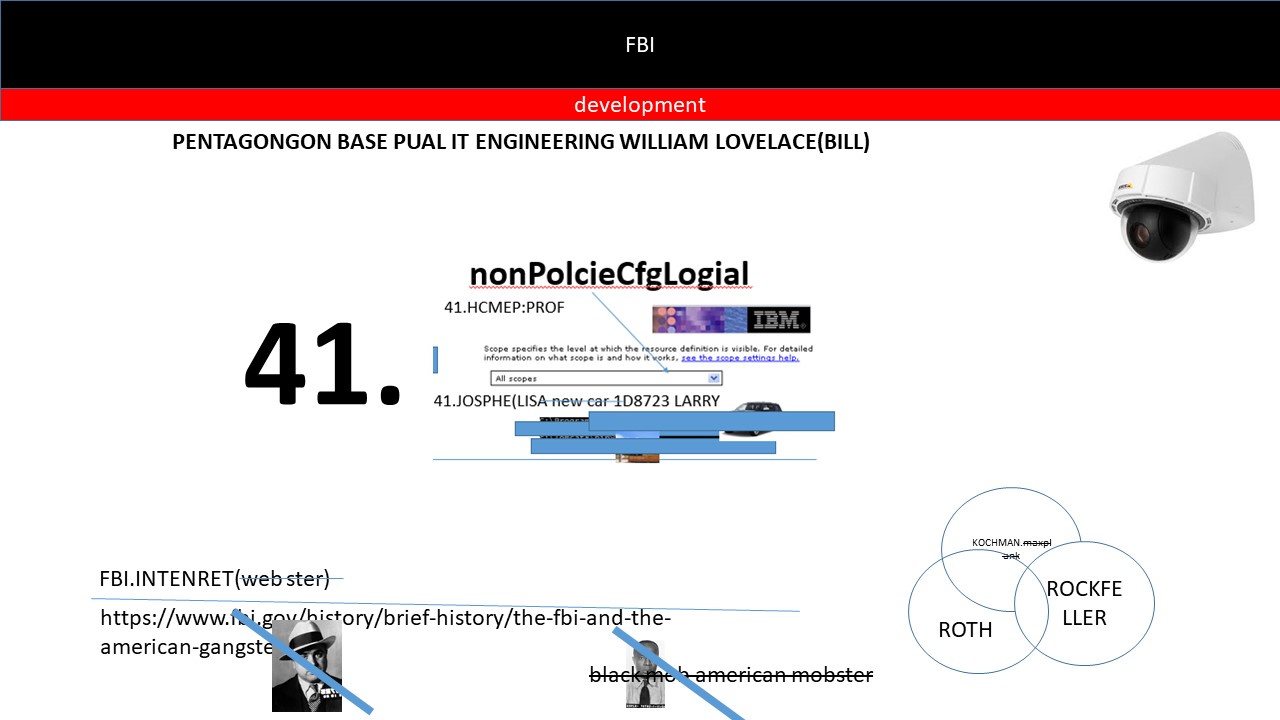 FBI
development
PENTAGONGON BASE PUAL IT ENGINEERING WILLIAM LOVELACE(BILL)
nonPolcieCfgLogial
41.HCMEP:PROF
IBM
41.
Scope specifies the level at which the resource definition is visible. For detailed
information on what scope is and how it works, see the scope settings help.
All scopes
41.JOSPHE(LISA new car 1D8723 LARRY
KOCHMAN.maxpl
ank
ROCKFE
LLER
ROTH
FBI.INTENRET(web ster)
https://www.fbi.gov/history/brief-history/the-fbi-and-the-
american-gangste
black mob american mobster